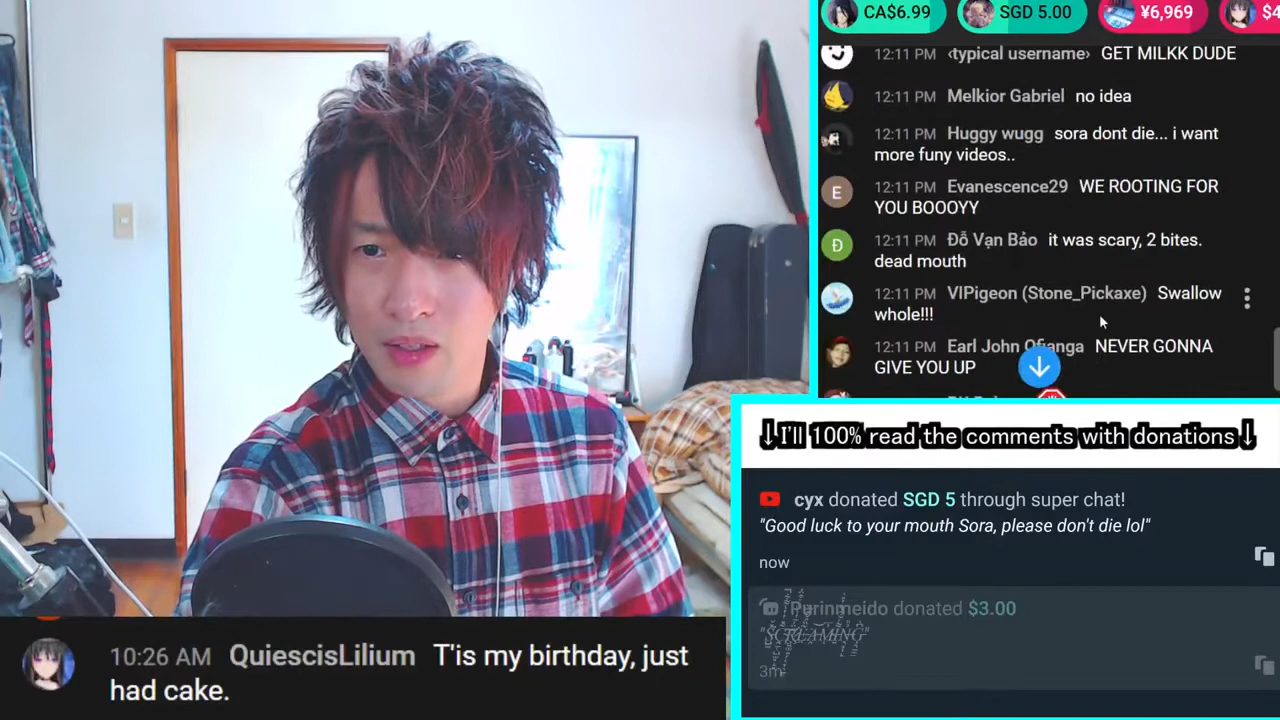 CA$6.99 SGD 5.00 ¥6,969
12:11 PM ‹typical username› GET MILKK DUDE
12:11 PM Melkior Gabriel no idea
12:11 PM Huggy wugg sora dont die... i want
more funy videos..
E 12:11 PM Evanescence29 WE ROOTING FOR
YOU BOOOYY
Đ 12:11 PM Đỗ Vạn Bảo it was scary, 2 bites.
dead mouth
12:11 PM VIPigeon (Stone_Pickaxe) Swallow
whole!!!
12:11 PM Earl John NEVER GONNA
GIVE YOU UP
↓I'll 100% read the comments with donations↓
cyx donated SGD 5 through super chat!
"Good luck to your mouth Sora, please don't die lol"
now
Purinmeido donated $3.00
"SCREAMING"
3m
10:26 AM QuiescisLilium T'is my birthday, just
had cake.